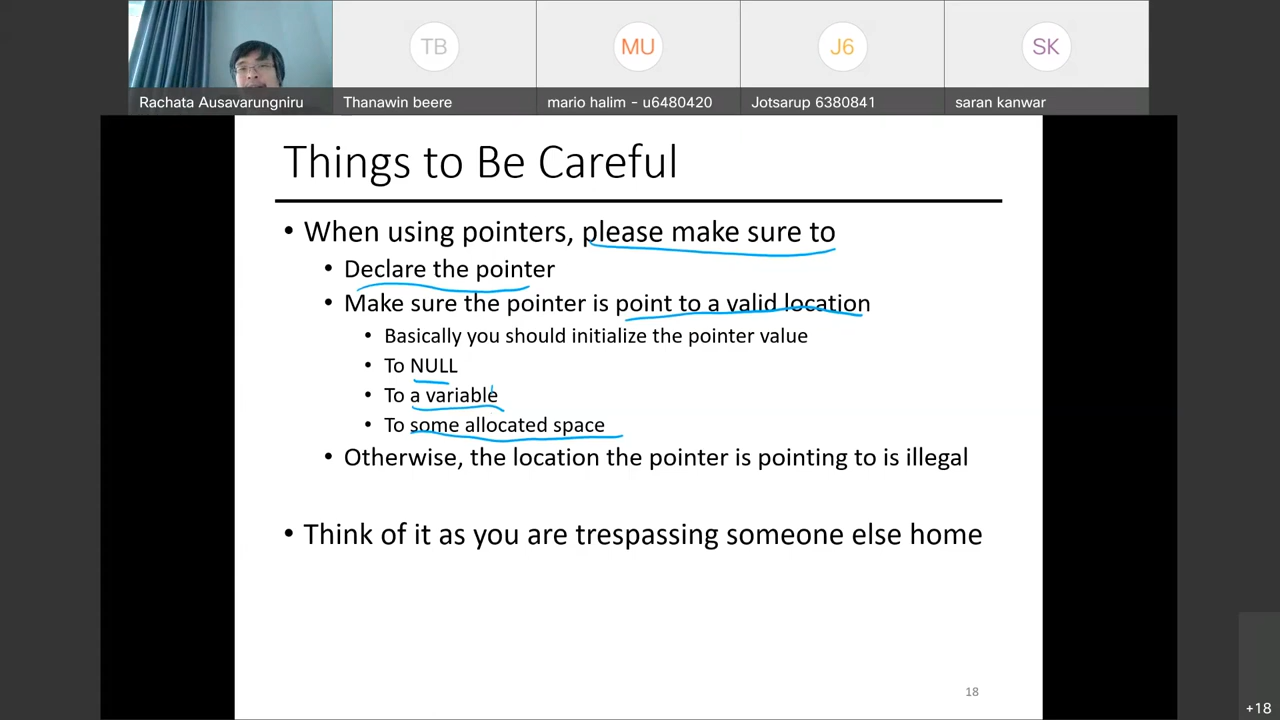 TB
MU
J6
SK
Rachata Ausavarungniru
Thanawin beere
mario halim - u6480420
Jotsarup 6380841
saran kanwar
Things to Be Careful
• When using pointers, please make sure to
• Declare the pointer
• Make sure the pointer is point to a valid location
• Basically you should initialize the pointer value
• To NULL
• To a variable
• To some allocated space
• Otherwise, the location the pointer is pointing to is illegal
• Think of it as you are trespassing someone else home
18
+18